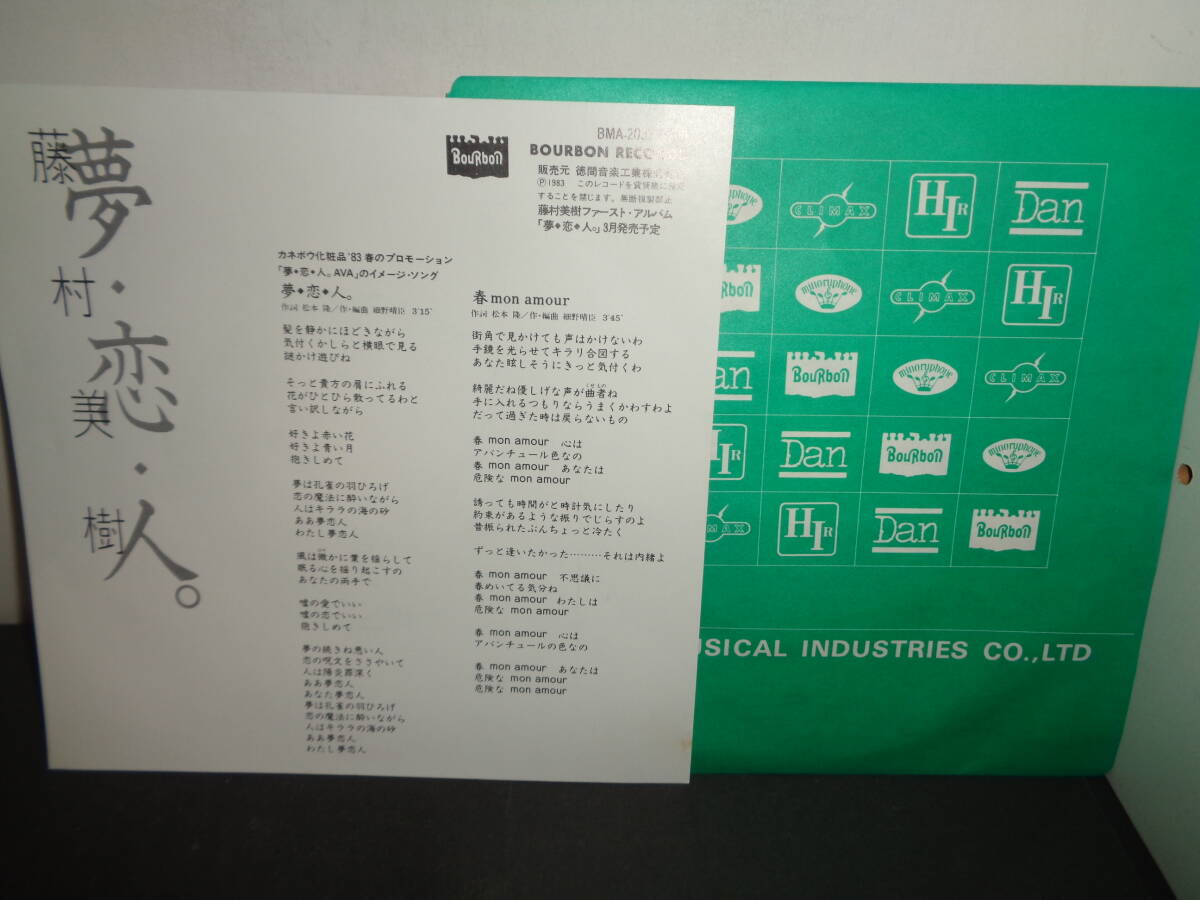 藤村美樹
夢・恋・人。
BMA-20
BOURBON RECO
販売元 徳間音楽工業株式
Ⓟ1983 このレコードを賃貸業に
することを禁じます。無断複製禁止
藤村美樹ファースト・アルバム
「夢◆恋◆人。」3月発売予定
BouRbon
カネボウ化粧品'83 春のプロモーション
「夢◆恋◆人。AVA」のイメージ・ソング
夢◆恋◆人。
作詞 松本 隆/作・編曲 細野晴臣 3'15"
髪を静かにほどきながら
気付くかしらと横眼で見る
謎かけ遊びね
そっと貴方の肩にふれる
花がひとひら散ってるわと
言い訳しながら
好きよ赤い花
好きよ青い月
抱きしめて
夢は孔雀の羽ひろげ
恋の魔法に酔いながら
人はキララの海の砂
ああ夢恋人
わたし夢恋人
風は微かに葉を揺らして
眠る心を揺り起こすの
あなたの両手で
嘘の愛でいい
嘘の恋でいい
抱きしめて
夢の続きね悪い人
恋の呪文をささやいて
人は陽炎罪深く
ああ夢恋人
あなた夢恋人
夢は孔雀の羽ひろげ
恋の魔法に酔いながら
人はキララの海の砂
ああ夢恋人
わたし夢恋人
春 mon amour
作詞 松本 隆/作・編曲 細野晴臣 3'45"
街角で見かけても声はかけないわ
手鏡を光らせてキラリ合図する
あなた眩しそうにきっと気付くわ
綺麗だね優しげな声が曲者ね
手に入れるつもりならうまくかわすわよ
だって過ぎた時は戻らないもの
春 mon amour 心は
アバンチュール色なの
春 mon amour あなたは
危険な mon amour
誘っても時間がと時計気にしたり
約束があるような振りでじらすのよ
昔振られたぶんちょっと冷たく
ずっと逢いたかった………それは内緒よ
春 mon amour 不思議に
春めいてる気分ね
春 mon amour わたしは
危険な mon amour
春 mon amour 心は
アバンチュール色なの
春 mon amour あなたは
危険な mon amour
危険な mon amour
CLIMAX HIR Dan
minoryphone CLIMAX HIR
BouRbon minoryphone CLIMAX
Dan BouRbon minoryphone
HIR Dan BouRbon
USICAL INDUSTRIES CO.,LTD